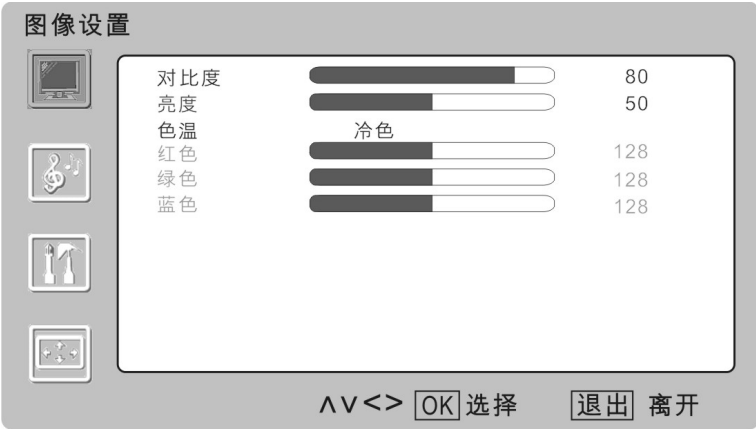 图像设置
对比度 80
亮度 50
色温 冷色
红色 128
绿色 128
蓝色 128
∧∨<> OK 选择 退出 离开